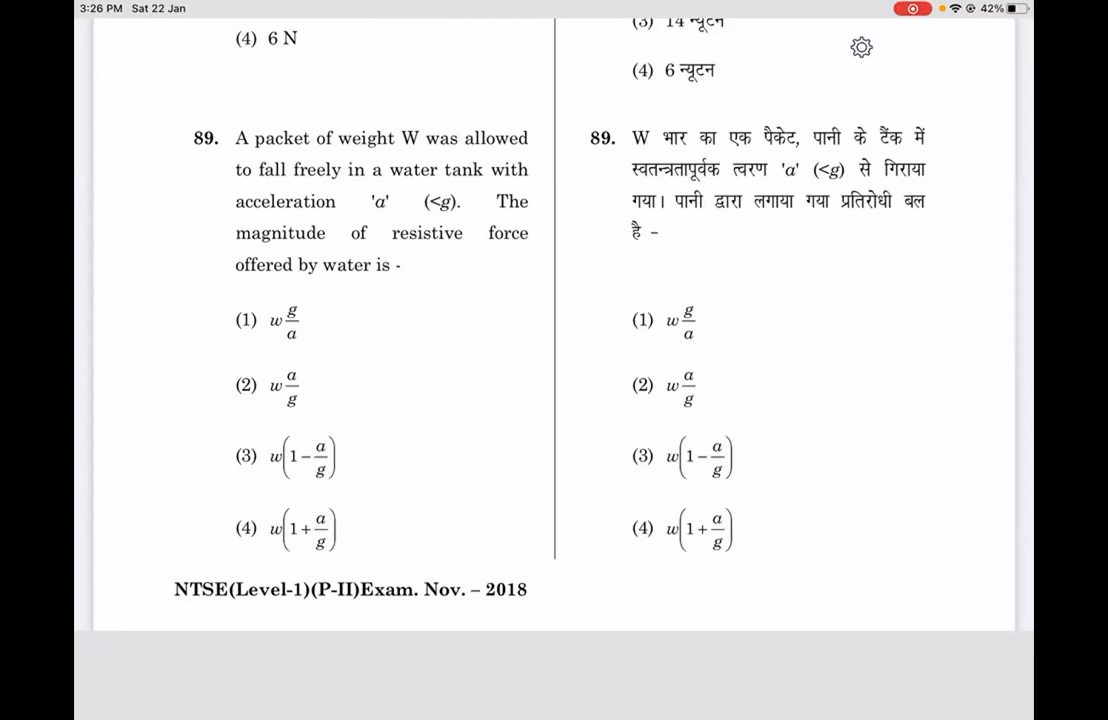 3:26 PM Sat 22 Jan
42%
(4) 6 N
89. A packet of weight W was allowed
to fall freely in a water tank with
acceleration 'a' (<g). The
magnitude of resistive force
offered by water is -
(1) w g/a
(2) w a/g
(3) w(1 - a/g)
(4) w(1 + a/g)
NTSE(Level-1)(P-II)Exam. Nov. – 2018
(3) 14 न्यूटन
(4) 6 न्यूटन
89. W भार का एक पैकेट, पानी के टैंक में
स्वतन्त्रतापूर्वक त्वरण 'a' (<g) से गिराया
गया। पानी द्वारा लगाया गया प्रतिरोधी बल
है –
(1) w g/a
(2) w a/g
(3) w(1 - a/g)
(4) w(1 + a/g)